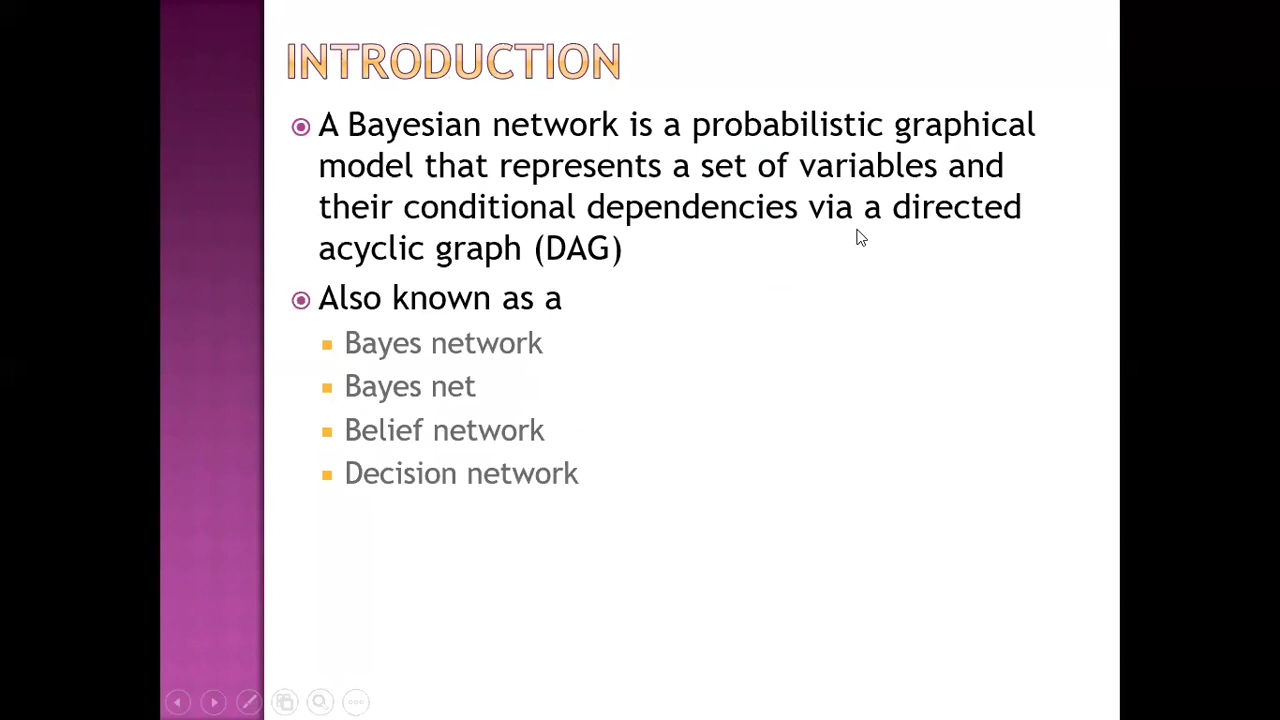 INTRODUCTION
A Bayesian network is a probabilistic graphical
model that represents a set of variables and
their conditional dependencies via a directed
acyclic graph (DAG)
Also known as a
Bayes network
Bayes net
Belief network
Decision network